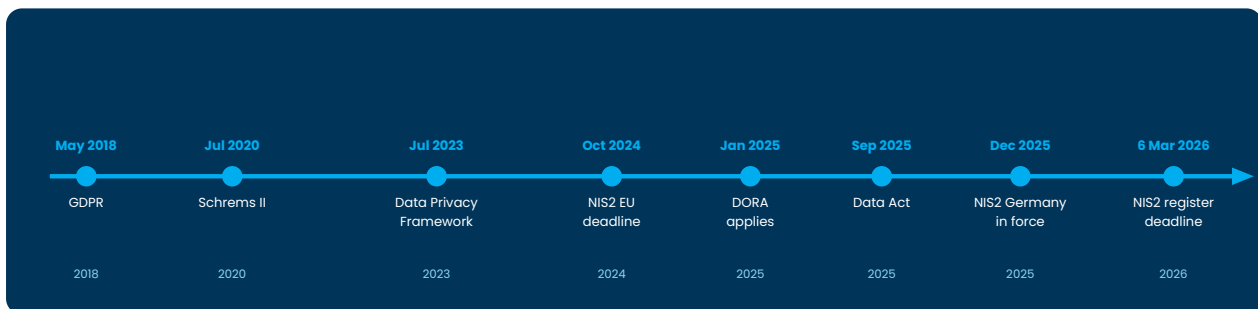 May 2018
Jul 2020
Jul 2023
Oct 2024
Jan 2025
Sep 2025
Dec 2025
6 Mar 2026
GDPR
Schrems II
Data Privacy
Framework
NIS2 EU
deadline
DORA
applies
Data Act
NIS2 Germany
in force
NIS2 register
deadline
2018
2020
2023
2024
2025
2025
2025
2026